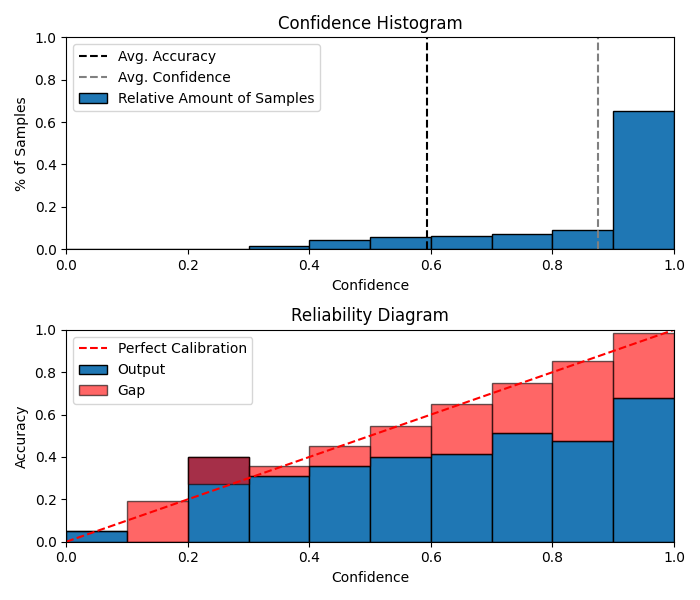 Confidence Histogram
1.0
0.8
0.6
0.4
0.2
0.0
% of Samples
Avg. Accuracy
Avg. Confidence
Relative Amount of Samples
0.0 0.2 0.4 0.6 0.8 1.0
Confidence
Reliability Diagram
1.0
0.8
0.6
0.4
0.2
0.0
Accuracy
Perfect Calibration
Output
Gap
0.0 0.2 0.4 0.6 0.8 1.0
Confidence